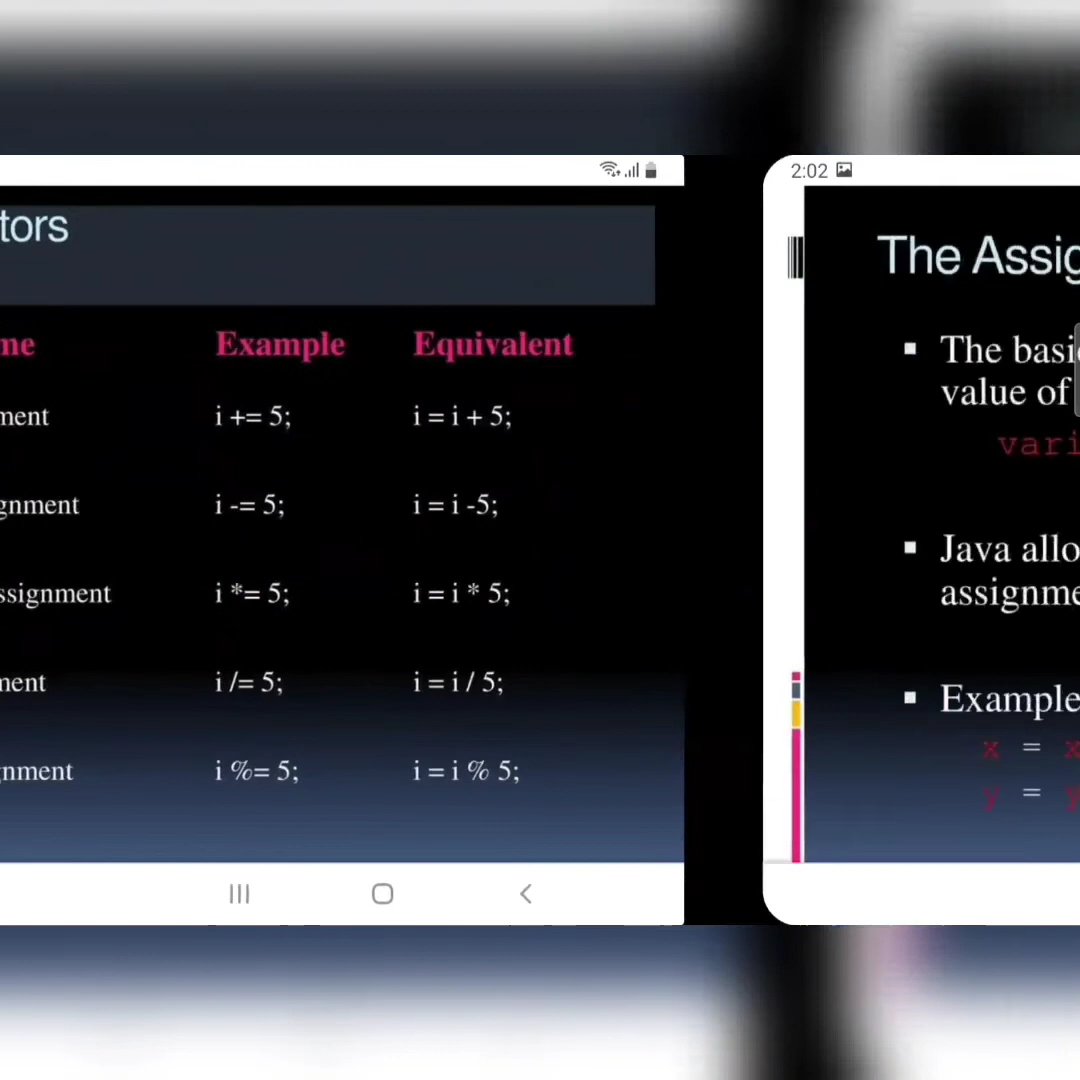 tors
me Example Equivalent
ment i += 5; i = i + 5;
gnment i -= 5; i = i -5;
ssignment i *= 5; i = i * 5;
ment i /= 5; i = i / 5;
nment i %= 5; i = i % 5;
2:02
The Assig
The basi
value of
vari
Java allo
assignme
Example
x = x
y = y